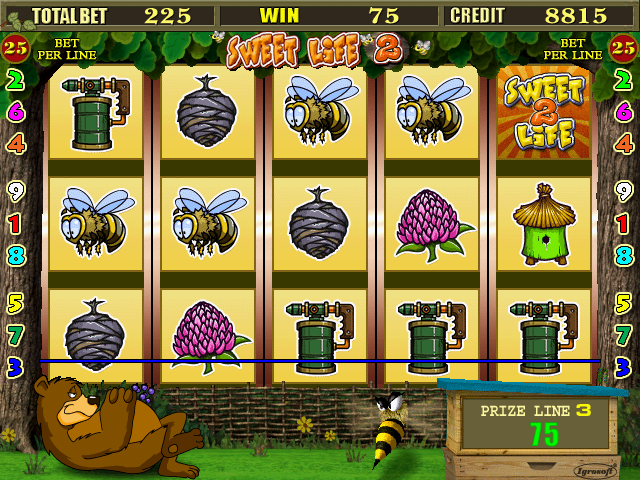 TOTAL BET 225 WIN 75 CREDIT 8815
25 BET PER LINE SWEET LIFE 2 BET PER LINE 25
2 2
6 6
4 SWEET 2 LIFE 4
9 9
1 1
8 8
5 5
7 7
3 3
PRIZE LINE 3
75
Igrosoft